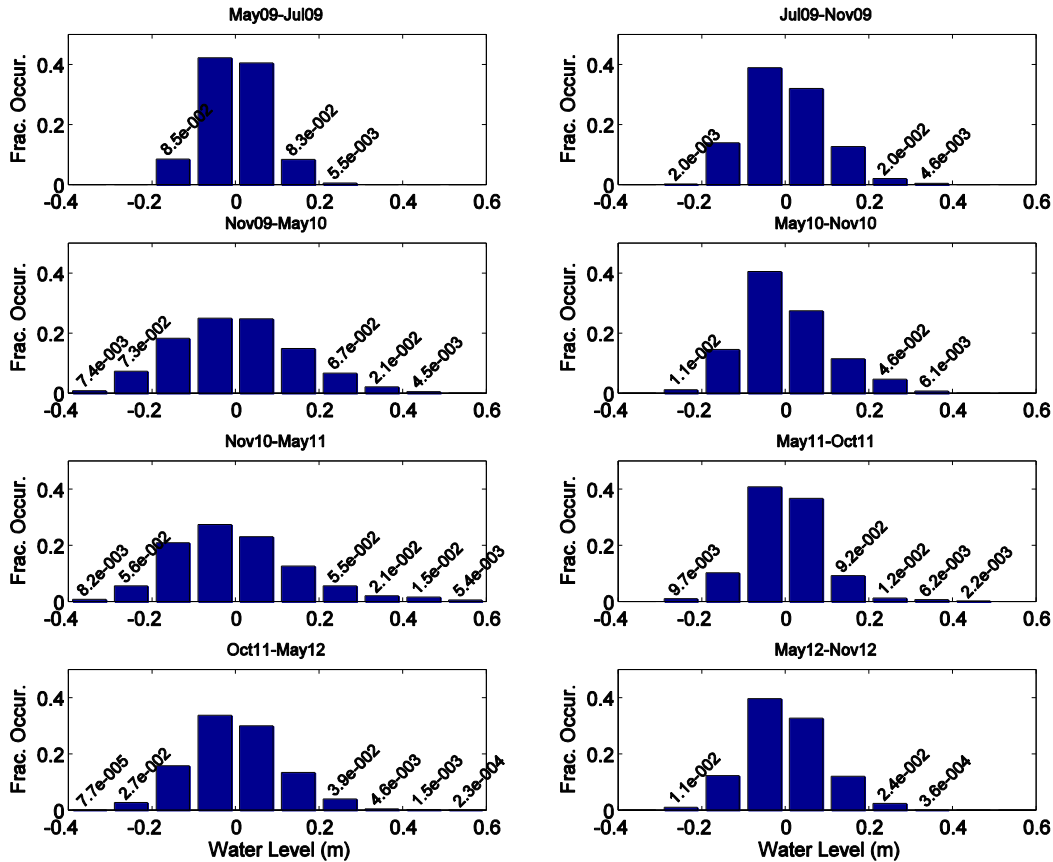 May09-Jul09
Frac. Occur.
0.4
0.2
0
8.5e-002
8.3e-002
5.5e-003
-0.4 -0.2 0 0.2 0.4 0.6
Jul09-Nov09
Frac. Occur.
0.4
0.2
0
2.0e-003
2.0e-002
4.6e-003
-0.4 -0.2 0 0.2 0.4 0.6
Nov09-May10
Frac. Occur.
0.4
0.2
0
7.4e-003
7.3e-002
6.7e-002
2.1e-002
4.5e-003
-0.4 -0.2 0 0.2 0.4 0.6
May10-Nov10
Frac. Occur.
0.4
0.2
0
1.1e-002
4.6e-002
6.1e-003
-0.4 -0.2 0 0.2 0.4 0.6
Nov10-May11
Frac. Occur.
0.4
0.2
0
8.2e-003
5.6e-002
5.5e-002
2.1e-002
1.5e-002
5.4e-003
-0.4 -0.2 0 0.2 0.4 0.6
May11-Oct11
Frac. Occur.
0.4
0.2
0
9.7e-003
9.2e-002
1.2e-002
6.2e-003
2.2e-003
-0.4 -0.2 0 0.2 0.4 0.6
Oct11-May12
Frac. Occur.
0.4
0.2
0
7.7e-005
2.7e-002
3.9e-002
4.6e-003
1.5e-003
2.3e-004
-0.4 -0.2 0 0.2 0.4 0.6
Water Level (m)
May12-Nov12
Frac. Occur.
0.4
0.2
0
1.1e-002
2.4e-002
3.6e-004
-0.4 -0.2 0 0.2 0.4 0.6
Water Level (m)